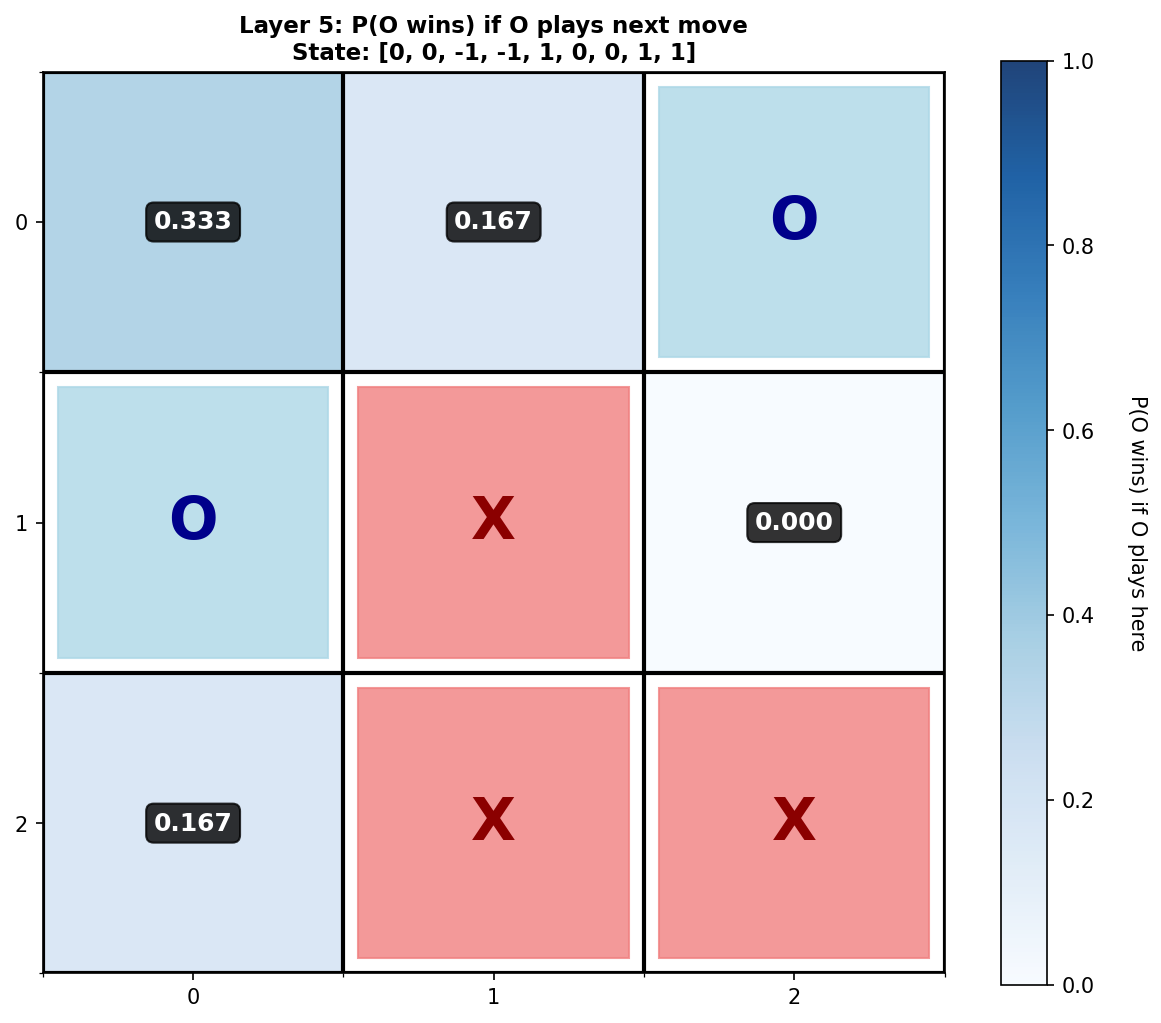 Layer 5: P(O wins) if O plays next move
State: [0, 0, -1, -1, 1, 0, 0, 1, 1]
0
0.333
0.167
O
1
O
X
0.000
2
0.167
X
X
0
1
2
1.0
0.8
0.6
0.4
0.2
0.0
P(O wins) if O plays here